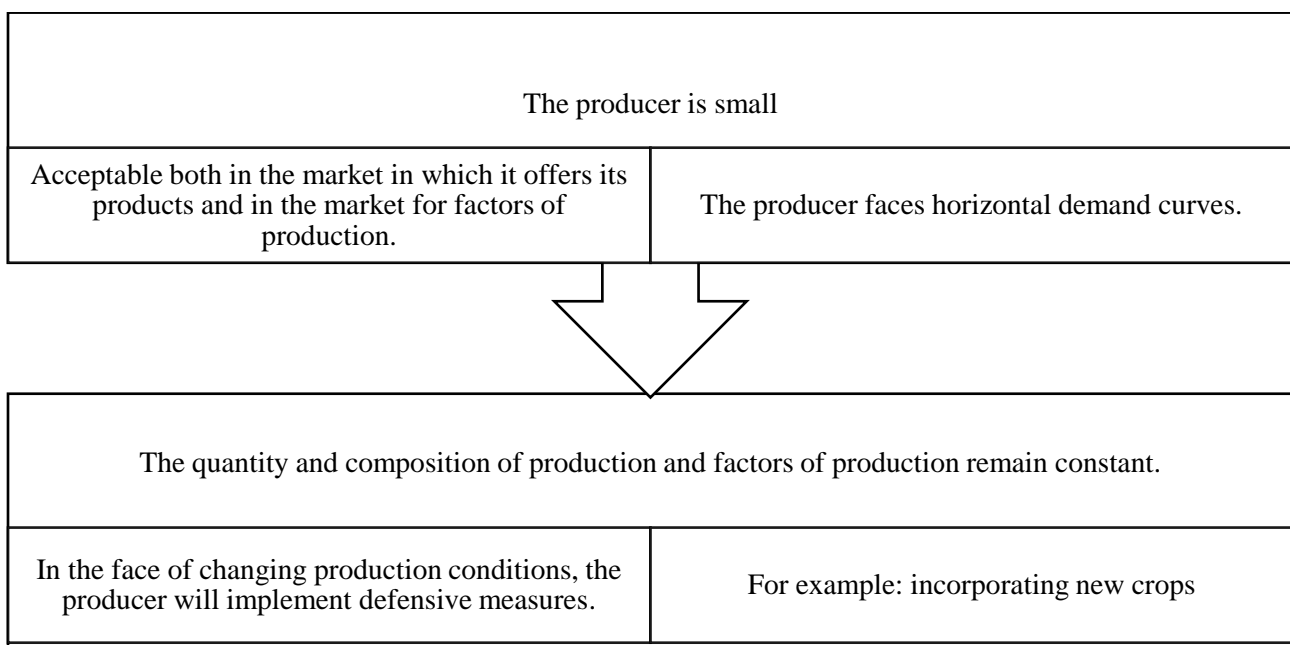 The producer is small
Acceptable both in the market in which it offers its
products and in the market for factors of
production.
The producer faces horizontal demand curves.
The quantity and composition of production and factors of production remain constant.
In the face of changing production conditions, the
producer will implement defensive measures.
For example: incorporating new crops